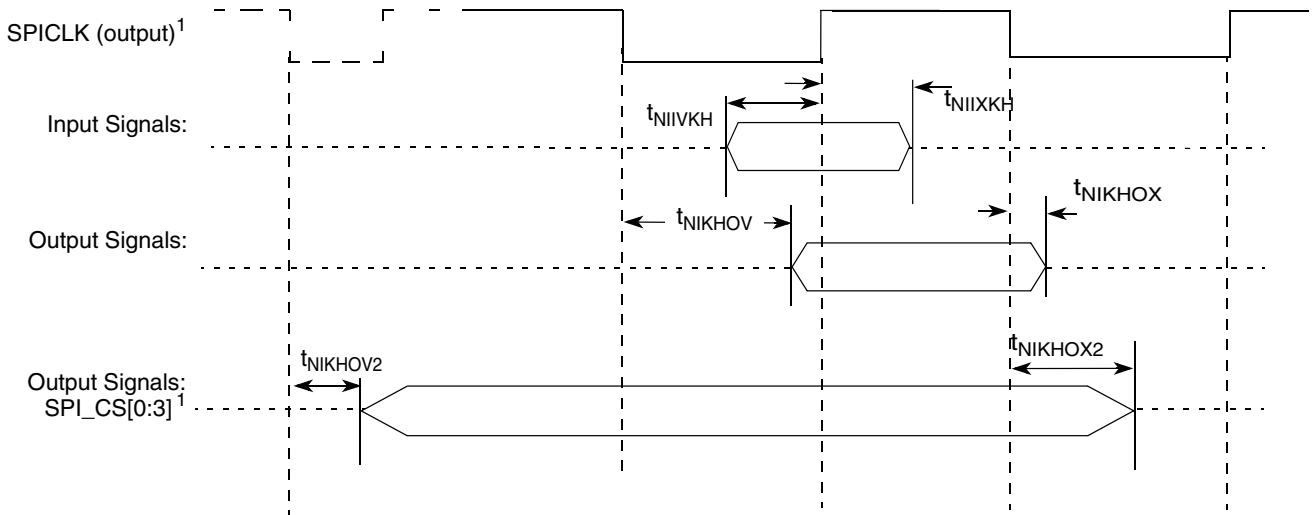 SPICLK (output)1
Input Signals:
tNIIVKH
tNIIXKH
Output Signals:
tNIKHOV
tNIKHOX
Output Signals:
SPI_CS[0:3]1
tNIKHOV2
tNIKHOX2